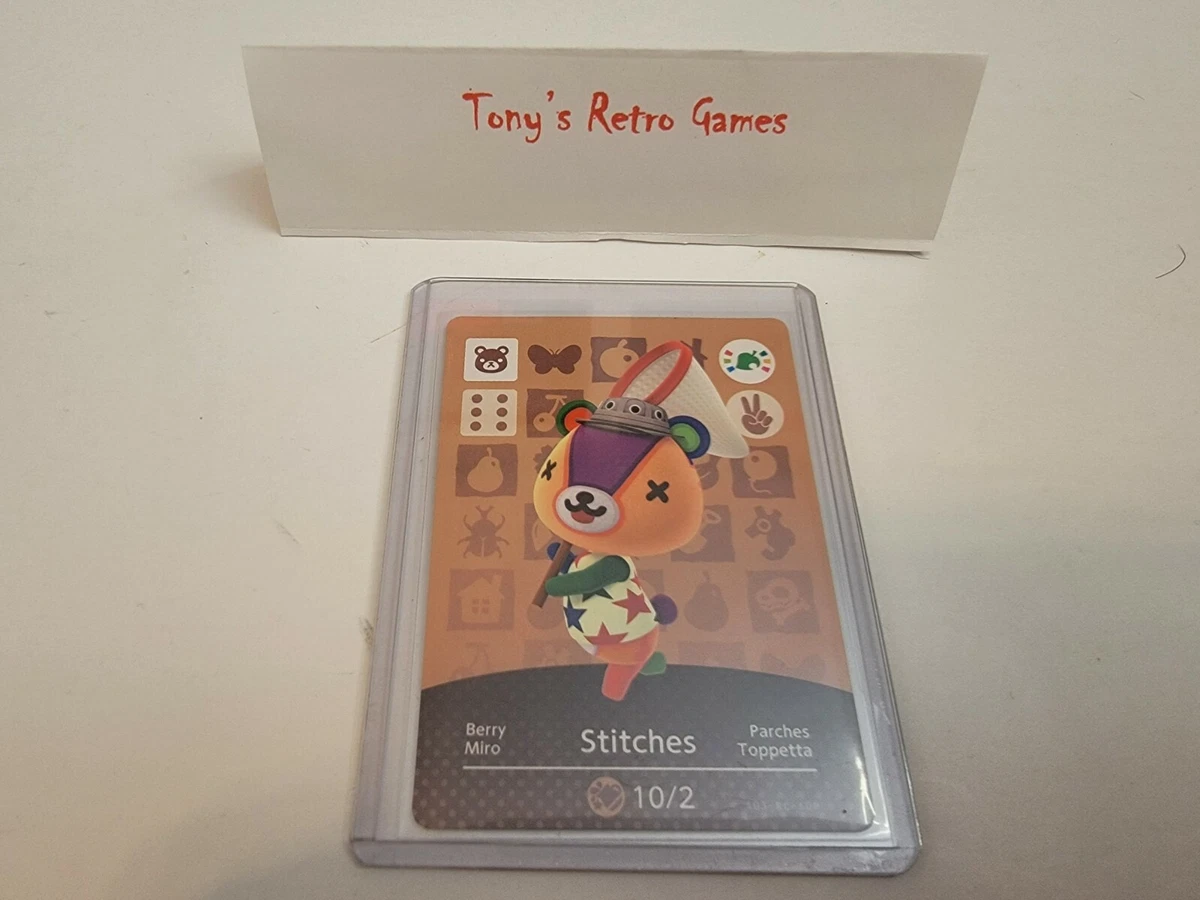 Tony's Retro Games
Berry
Miro
Stitches
Parches
Toppetta
10/2